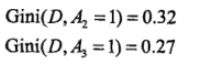 Gini(D, A₂ = 1) = 0.32
Gini(D, A₃ = 1) = 0.27